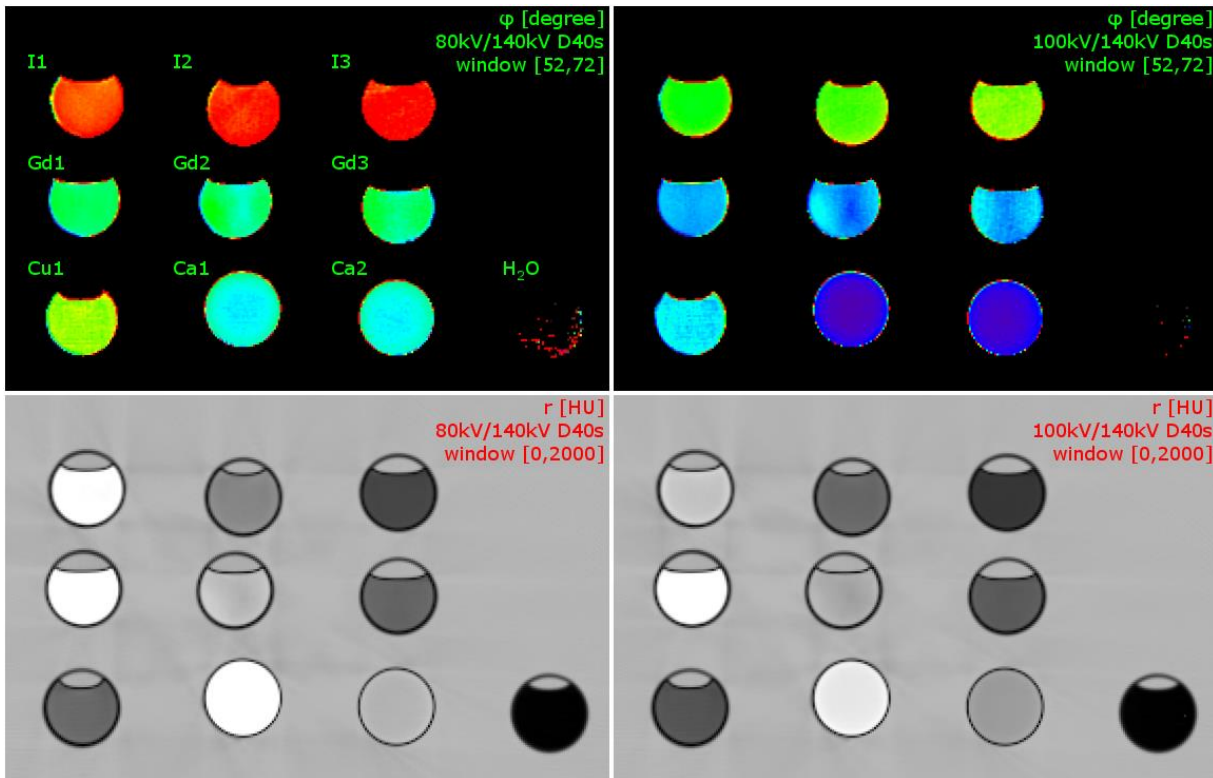 φ [degree]
80kV/140kV D40s
window [52,72]
I1 I2 I3
Gd1 Gd2 Gd3
Cu1 Ca1 Ca2 H₂O
φ [degree]
100kV/140kV D40s
window [52,72]
r [HU]
80kV/140kV D40s
window [0,2000]
r [HU]
100kV/140kV D40s
window [0,2000]